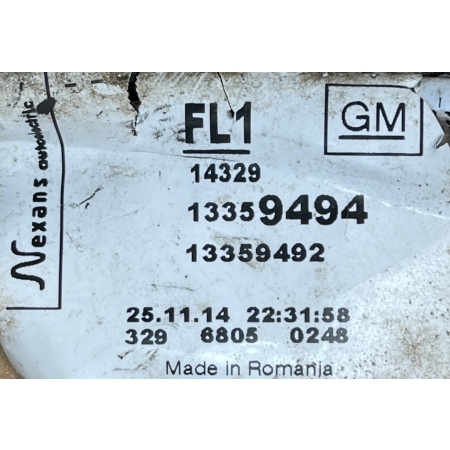 Nexans autoelectric
FL1
GM
14329
13359494
13359492
25.11.14 22:31:58
329 6805 0248
Made in Romania